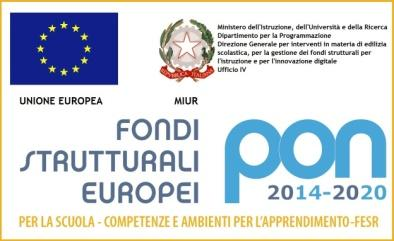 Ministero dell'Istruzione, dell'Università e della Ricerca
Dipartimento per la Programmazione
Direzione Generale per interventi in materia di edilizia
scolastica, per la gestione dei fondi strutturali per
l'istruzione e per l'innovazione digitale
Ufficio IV
REPVBBLICA ITALIANA
UNIONE EUROPEA
MIUR
FONDI
STRUTTURALI
EUROPEI
pon
2014-2020
PER LA SCUOLA - COMPETENZE E AMBIENTI PER L'APPRENDIMENTO-FESR